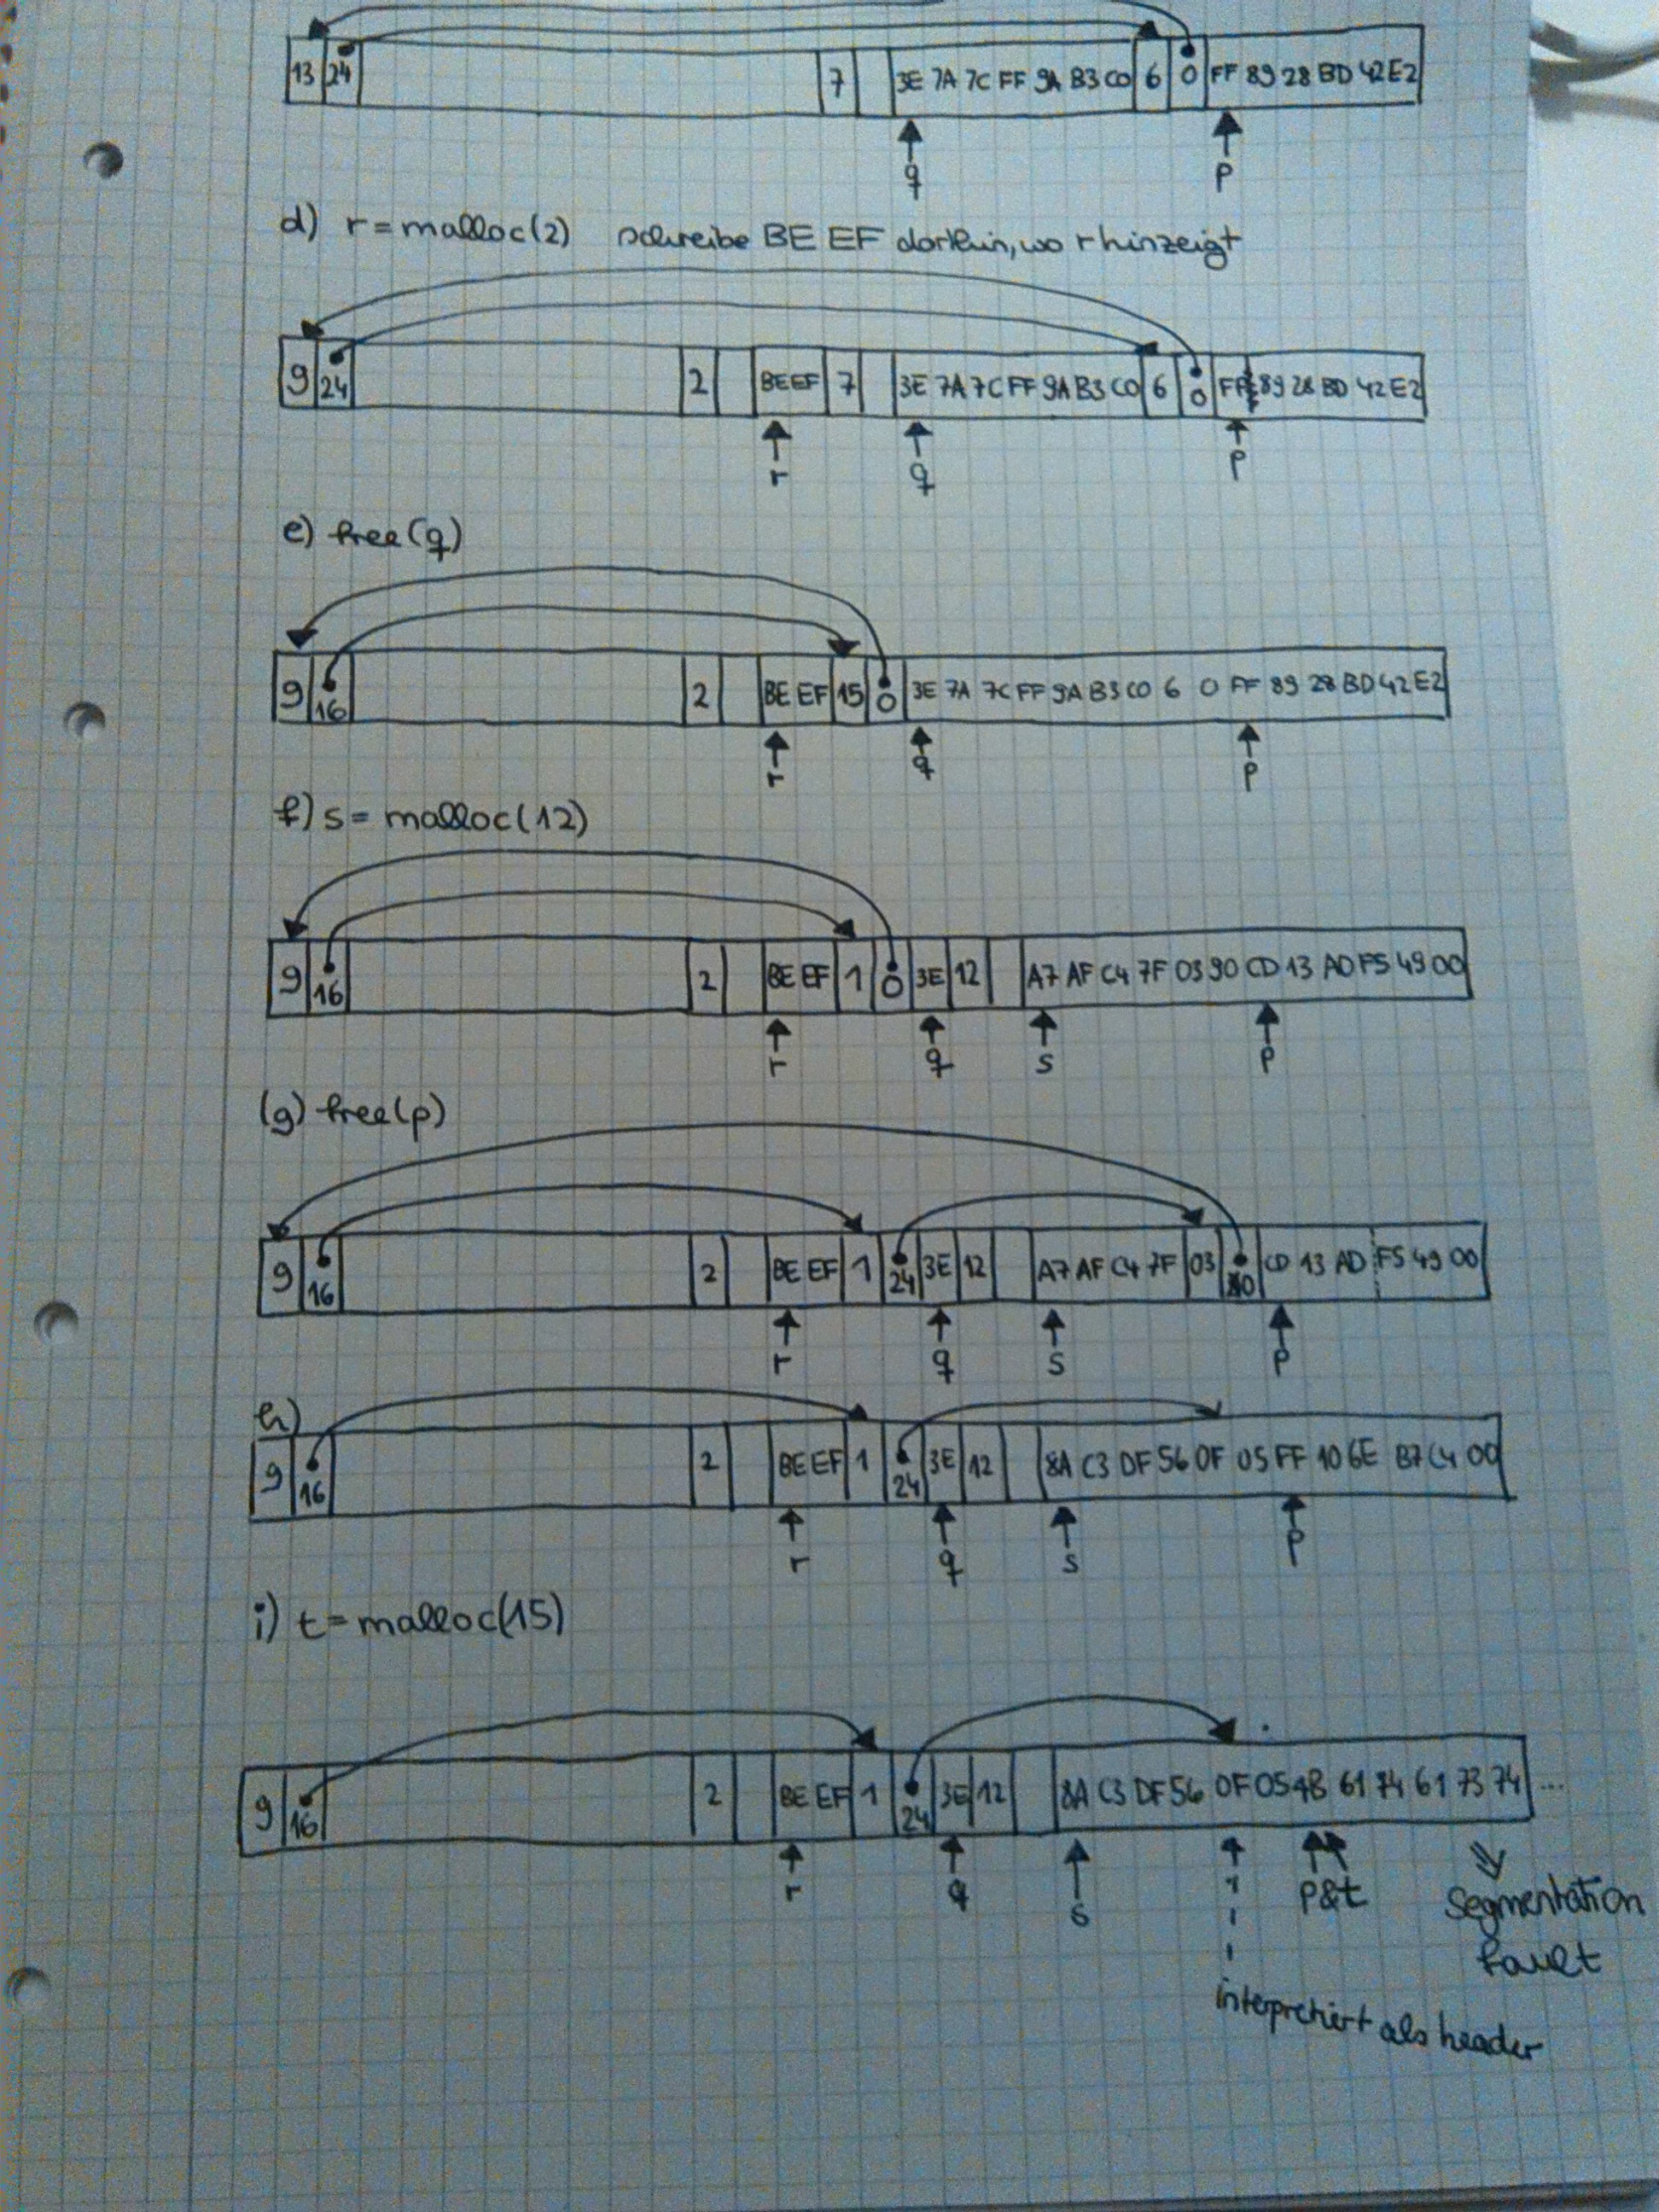 13 24 7 3E 7A 7C FF 9A B3 C0 6 0 FF 89 28 BD 42 E2
q p
d) r = malloc(2) schreibe BE EF dorthin, wo r hinzeigt
9 24 2 BE EF 7 3E 7A 7C FF 9A B3 C0 6 0 FF 89 28 BD 42 E2
r q p
e) free(q)
9 16 2 BE EF 15 0 3E 7A 7C FF 9A B3 C0 6 0 FF 89 28 BD 42 E2
r q p
f) s = malloc(12)
9 16 2 BE EF 1 0 3E 12 A7 AF C4 7F 03 90 CD 13 AD F5 49 00
r q s p
(g) free(p)
9 16 2 BE EF 1 24 3E 12 A7 AF C4 7F 03 0 CD 13 AD F5 49 00
r q s p
h)
9 16 2 BE EF 1 24 3E 12 8A C3 DF 56 0F 05 FF 10 6E B7 C4 00
r q s p
i) t = malloc(15)
9 16 2 BE EF 1 24 3E 12 8A C3 DF 56 0F 05 4B 61 74 61 73 74 ...
r q s p&t Segmentation
fault
interpretiert als header